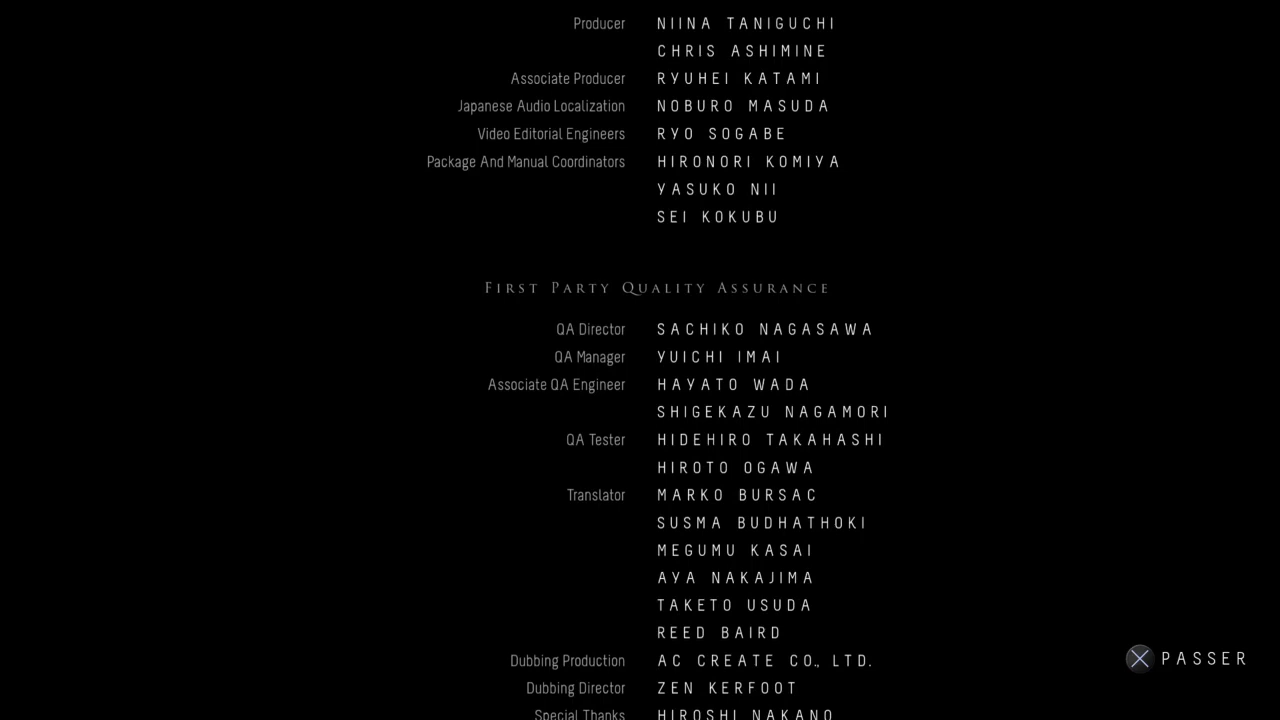 Producer NIINA TANIGUCHI
CHRIS ASHIMINE
Associate Producer RYUHEI KATAMI
Japanese Audio Localization NOBURO MASUDA
Video Editorial Engineers RYO SOGABE
Package And Manual Coordinators HIRONORI KOMIYA
YASUKO NII
SEI KOKUBU
First Party Quality Assurance
QA Director SACHIKO NAGASAWA
QA Manager YUICHI IMAI
Associate QA Engineer HAYATO WADA
SHIGEKAZU NAGAMORI
QA Tester HIDEHIRO TAKAHASHI
HIROTO OGAWA
Translator MARKO BURSAC
SUSMA BUDHATHOKI
MEGUMU KASAI
AYA NAKAJIMA
TAKETO USUDA
REED BAIRD
Dubbing Production AC CREATE CO., LTD.
PASSER
Dubbing Director ZEN KERFOOT
Special Thanks HIROSHI NAKANO